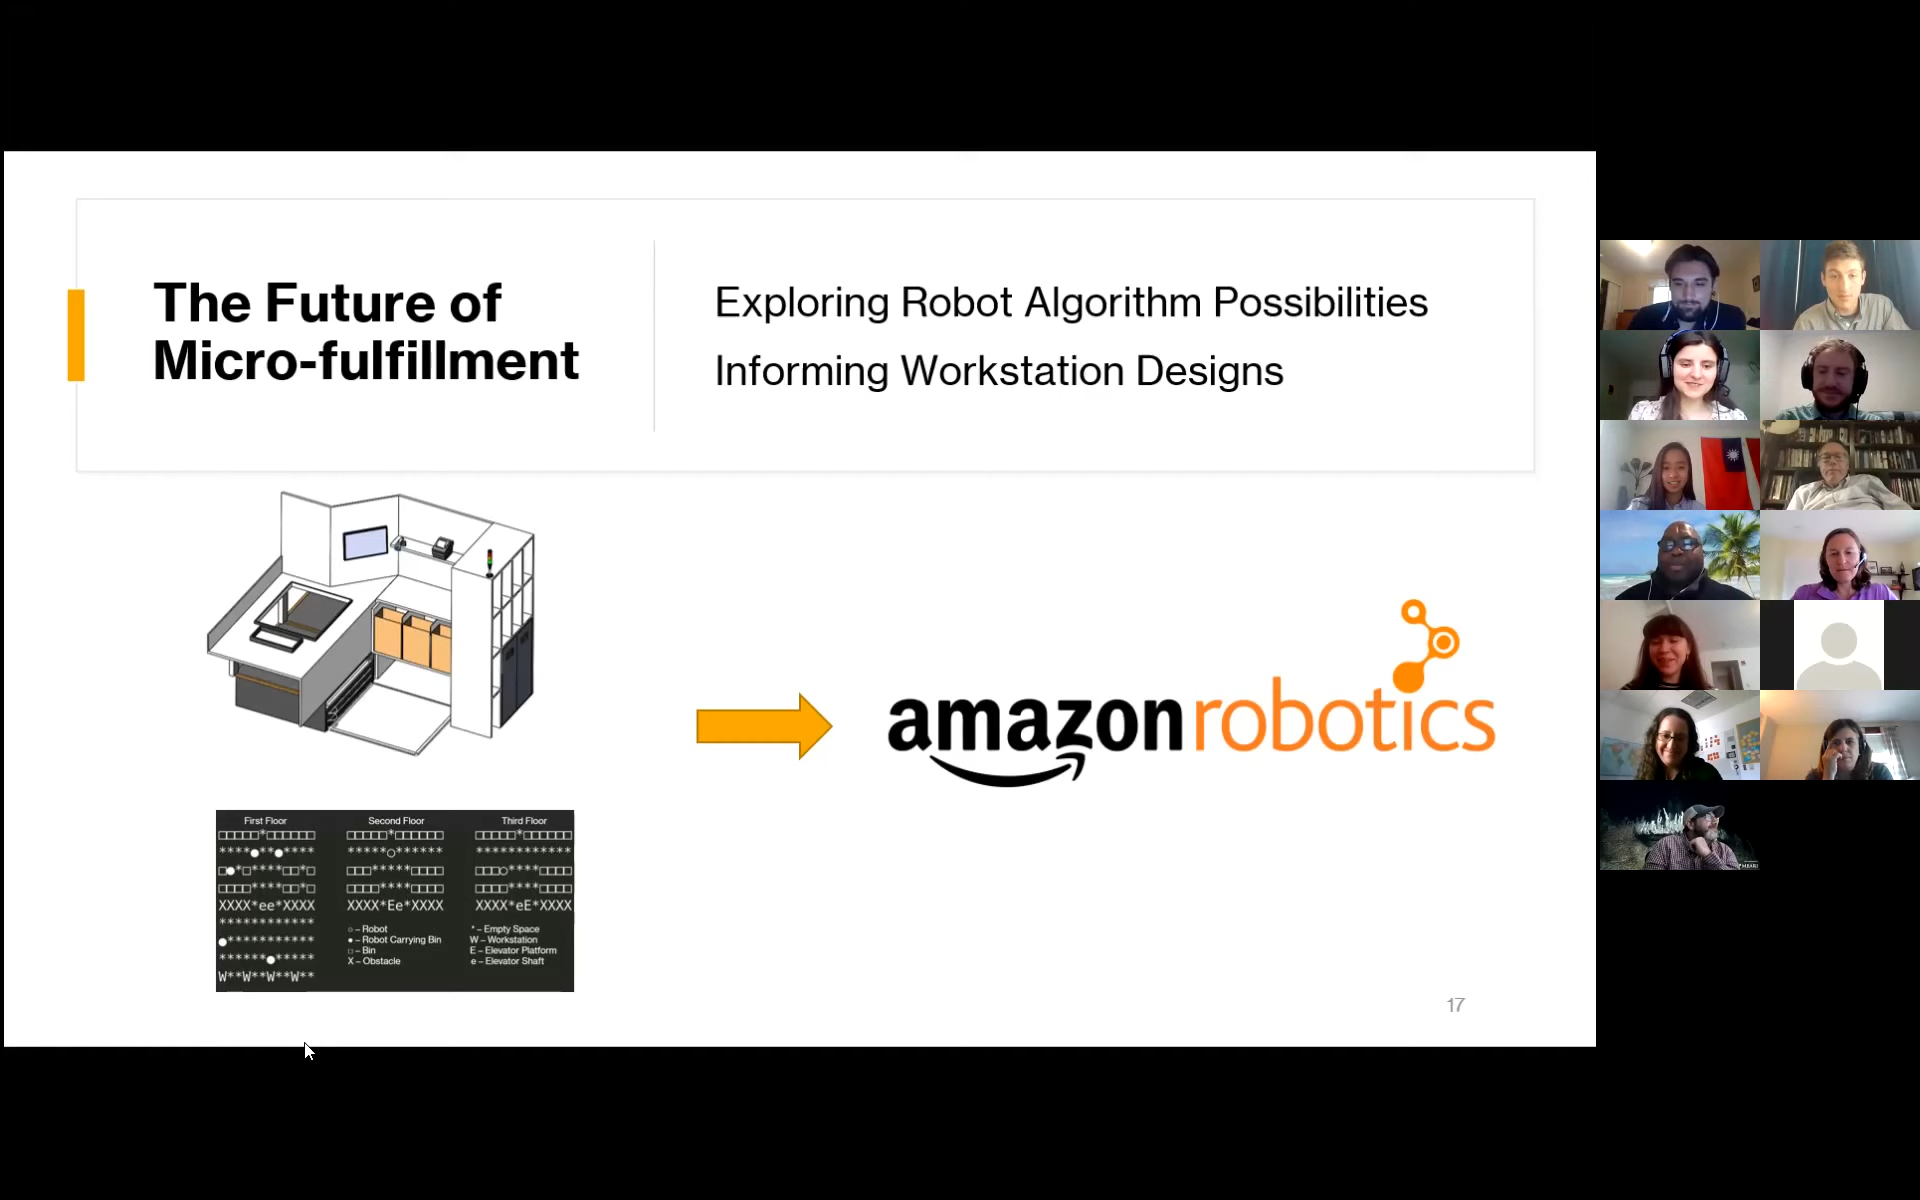 The Future of
Micro-fulfillment
Exploring Robot Algorithm Possibilities
Informing Workstation Designs
amazonrobotics
First Floor
□□□□□*□□□□□□
****●*●****
□●*□****□□*□
□□□□****□□*□
XXXX*ee*XXXX
************
●***********
******●*****
W**W**W**W**
Second Floor
□□□□□*□□□□□□
*****○******
□□□*****□□□□
□□□□****□□□□
XXXX*Ee*XXXX
Third Floor
□□□□□*□□□□□□
************
□□□○****□□□□
□□□□****□□□□
XXXX*eE*XXXX
○ – Robot
● – Robot Carrying Bin
□ – Bin
X – Obstacle
* – Empty Space
W – Workstation
E – Elevator Platform
e – Elevator Shaft
17